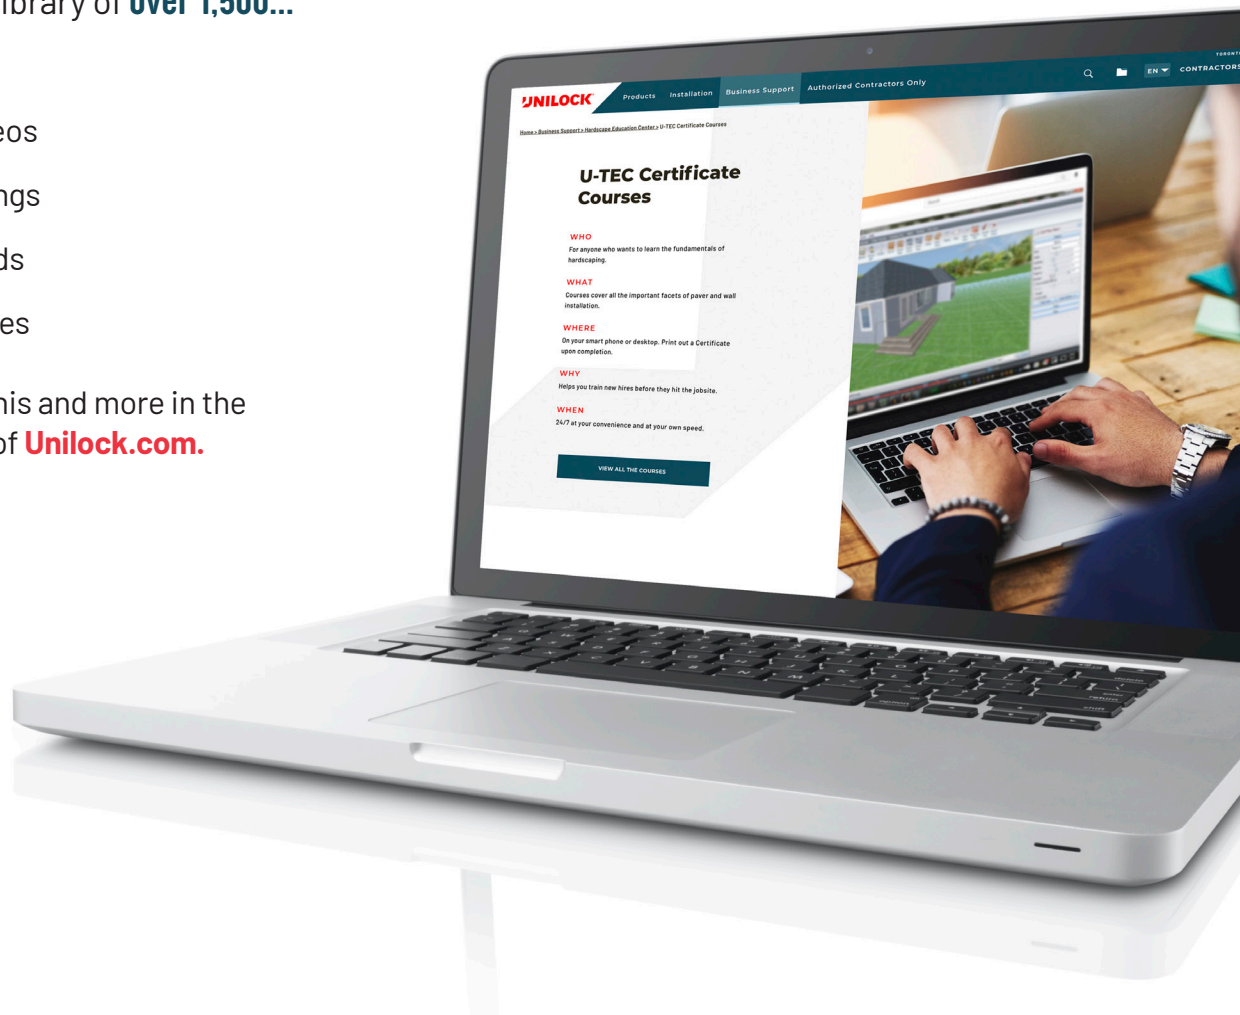 ibrary of over 1,500...
eos
ngs
ds
es
his and more in the
of Unilock.com.
UNILOCK
Products Installation Business Support Authorized Contractors Only
EN
TORONTO
CONTRACTORS
Home > Business Support > Hardscape Education Center > U-TEC Certificate Courses
U-TEC Certificate
Courses
WHO
For anyone who wants to learn the fundamentals of
hardscaping.
WHAT
Courses cover all the important facets of paver and wall
installation.
WHERE
On your smart phone or desktop. Print out a Certificate
upon completion.
WHY
Helps you train new hires before they hit the jobsite.
WHEN
24/7 at your convenience and at your own speed.
VIEW ALL THE COURSES